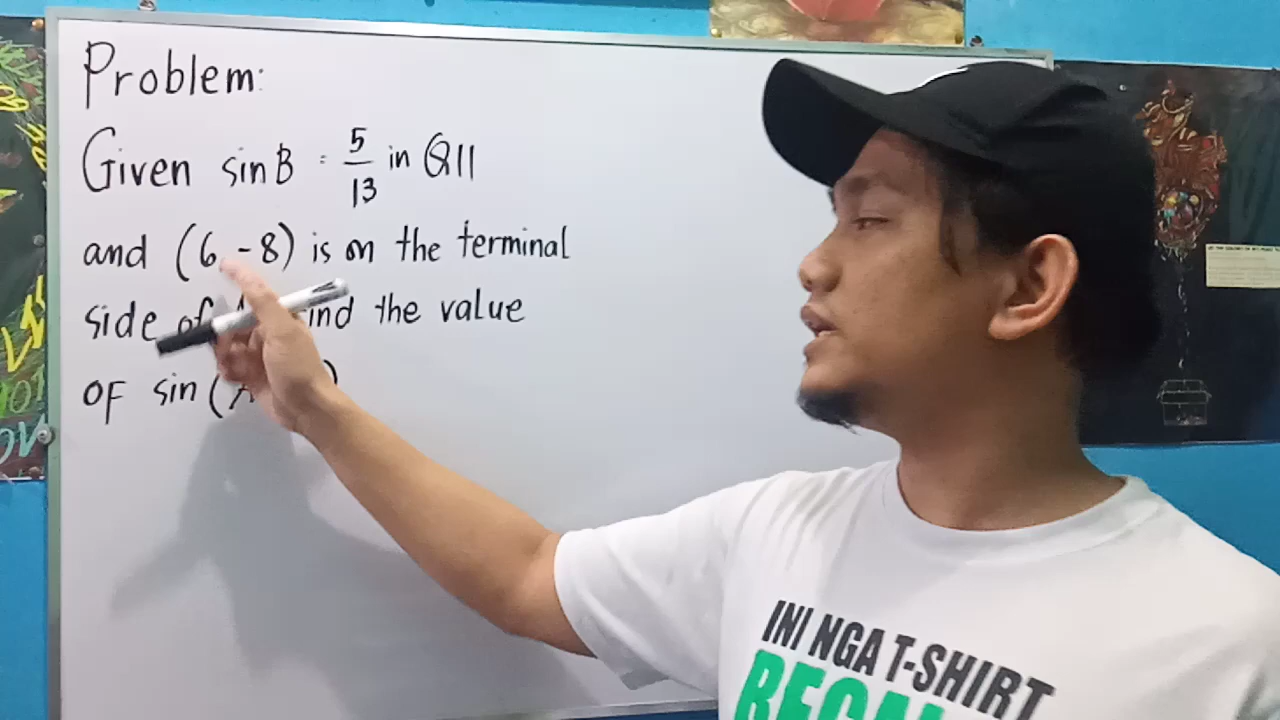 Problem:
Given sin B = 5/13 in QII
and (6, -8) is on the terminal
side of the value
of sin (A )
INI NGA T-SHIRT